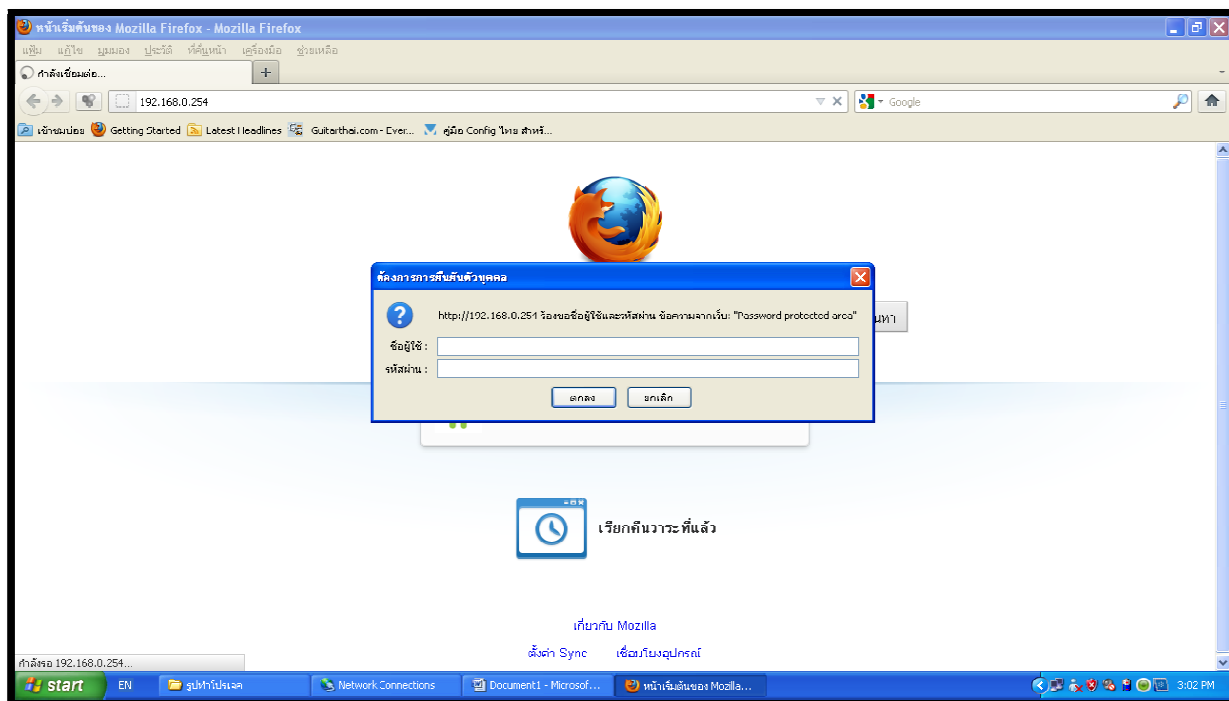 หน้าเริ่มต้นของ Mozilla Firefox - Mozilla Firefox
แฟ้ม แก้ไข มุมมอง ประวัติ ที่คั่นหน้า เครื่องมือ ช่วยเหลือ
กำลังเชื่อมต่อ...
192.168.0.254
Google
เข้าชมบ่อย Getting Started Latest Headlines Guitarthai.com - Ever... คู่มือ Config ไทย สำหรั...
ต้องการการยืนยันตัวบุคคล
http://192.168.0.254 ร้องขอชื่อผู้ใช้และรหัสผ่าน ข้อความจากเว็บ: "Password protected area"
นหา
ชื่อผู้ใช้ :
รหัสผ่าน :
ตกลง ยกเลิก
เรียกคืนวาระที่แล้ว
เกี่ยวกับ Mozilla
ตั้งค่า Sync เชื่อมโยงอุปกรณ์
กำลังรอ 192.168.0.254...
start EN รูปทำโปรเจค Network Connections Document1 - Microsof... หน้าเริ่มต้นของ Mozilla... 3:02 PM